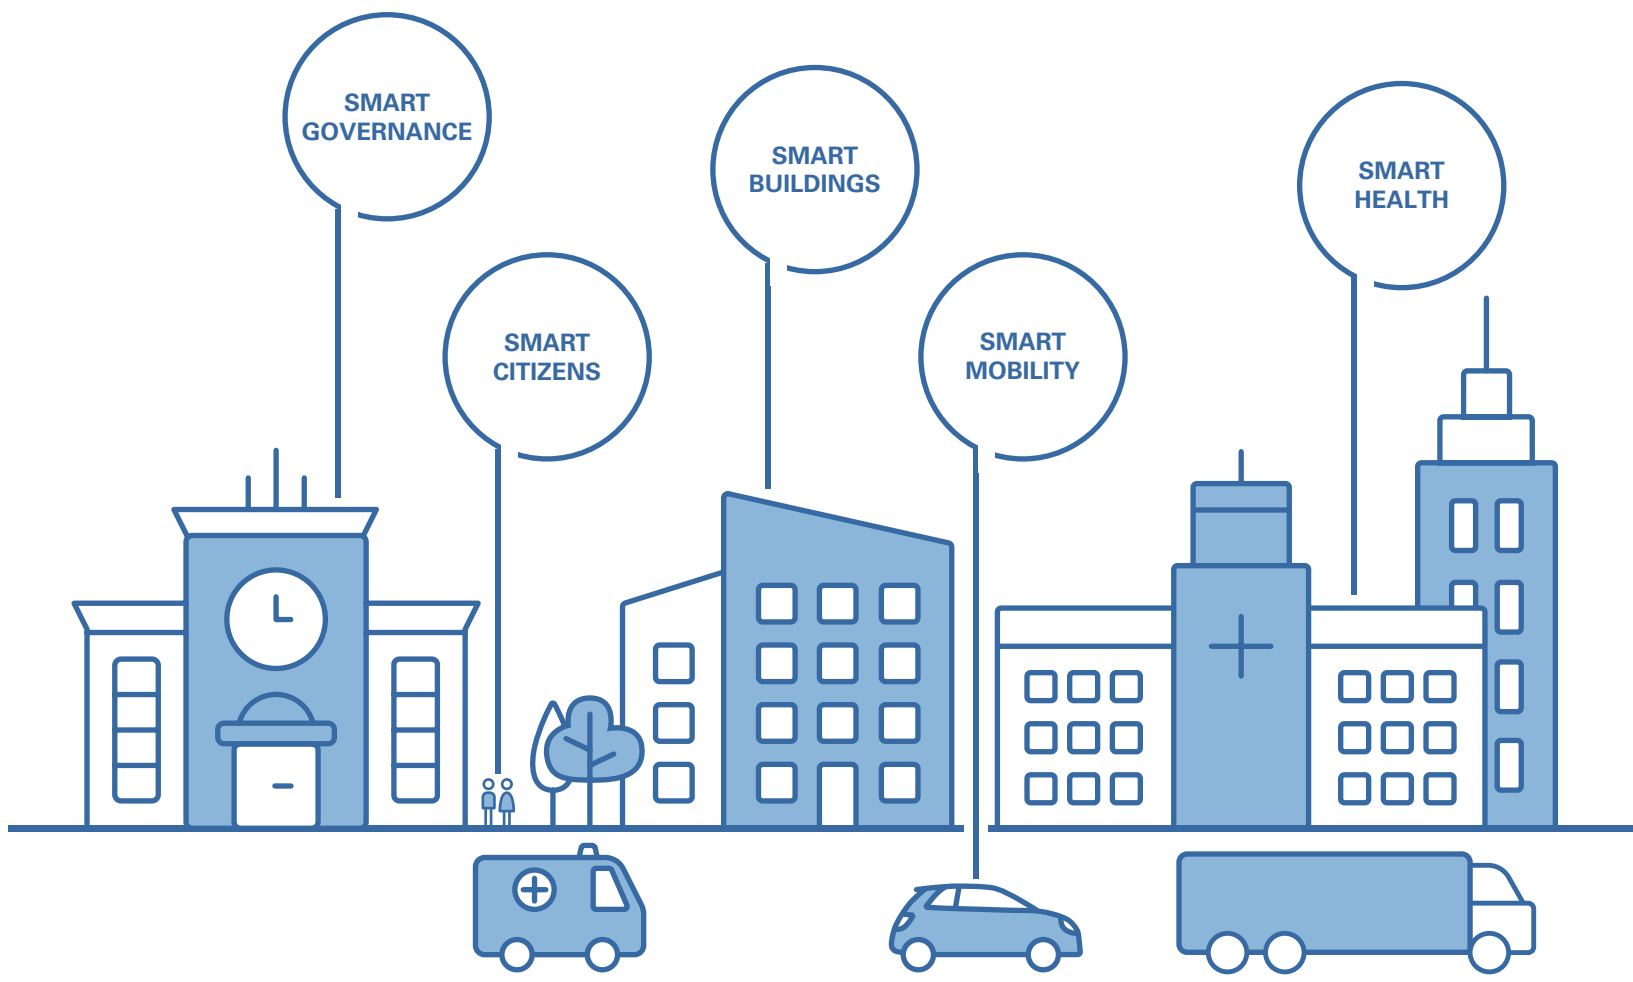 SMART
GOVERNANCE
SMART
CITIZENS
SMART
BUILDINGS
SMART
MOBILITY
SMART
HEALTH